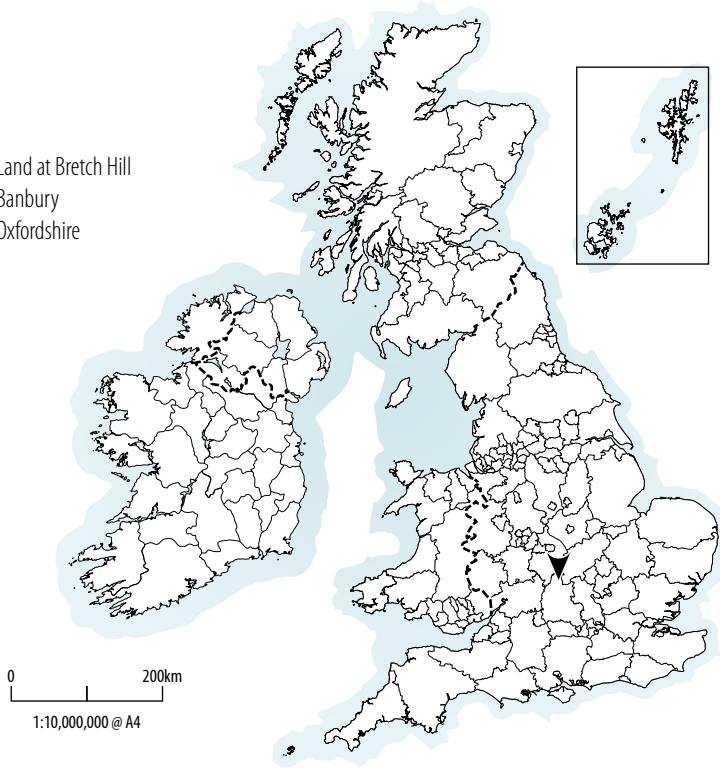 Land at Bretch Hill
Banbury
Oxfordshire
0 200km
1:10,000,000 @ A4